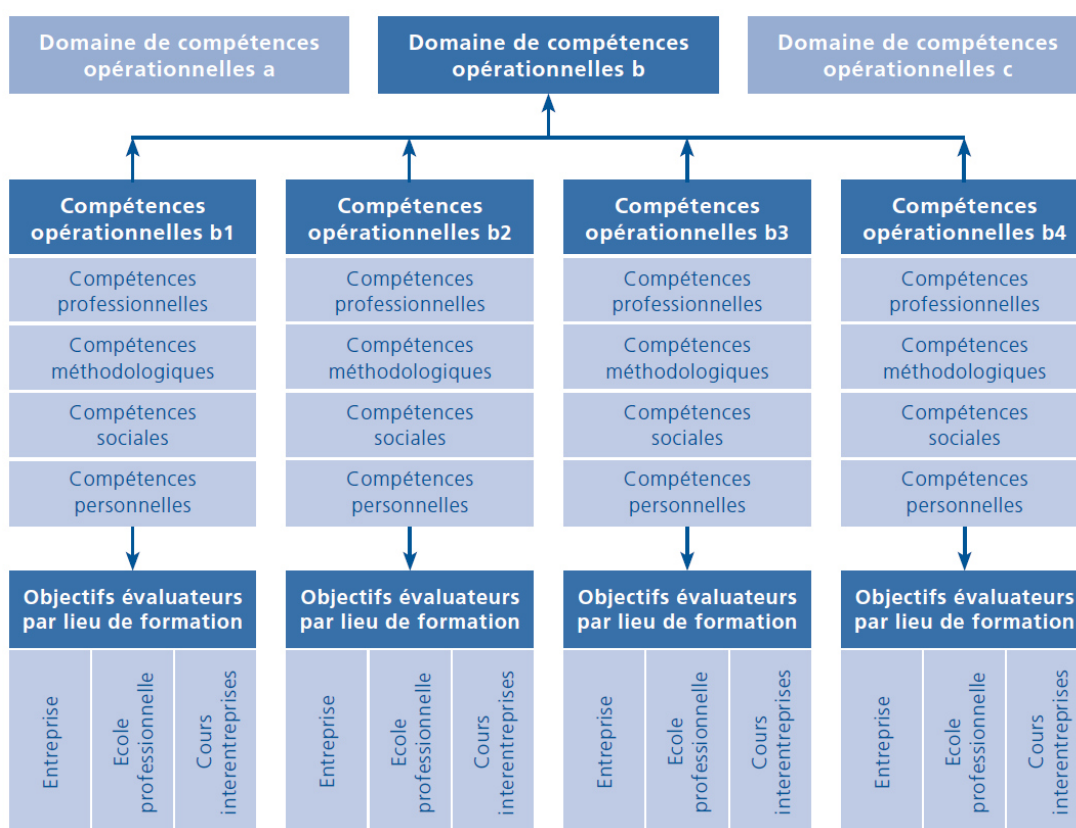 Domaine de compétences
opérationnelles a
Domaine de compétences
opérationnelles b
Domaine de compétences
opérationnelles c
Compétences
opérationnelles b1
Compétences
professionnelles
Compétences
méthodologiques
Compétences
sociales
Compétences
personnelles
Objectifs évaluateurs
par lieu de formation
Entreprise
Ecole
professionnelle
Cours
interentreprises
Compétences
opérationnelles b2
Compétences
professionnelles
Compétences
méthodologiques
Compétences
sociales
Compétences
personnelles
Objectifs évaluateurs
par lieu de formation
Entreprise
Ecole
professionnelle
Cours
interentreprises
Compétences
opérationnelles b3
Compétences
professionnelles
Compétences
méthodologiques
Compétences
sociales
Compétences
personnelles
Objectifs évaluateurs
par lieu de formation
Entreprise
Ecole
professionnelle
Cours
interentreprises
Compétences
opérationnelles b4
Compétences
professionnelles
Compétences
méthodologiques
Compétences
sociales
Compétences
personnelles
Objectifs évaluateurs
par lieu de formation
Entreprise
Ecole
professionnelle
Cours
interentreprises